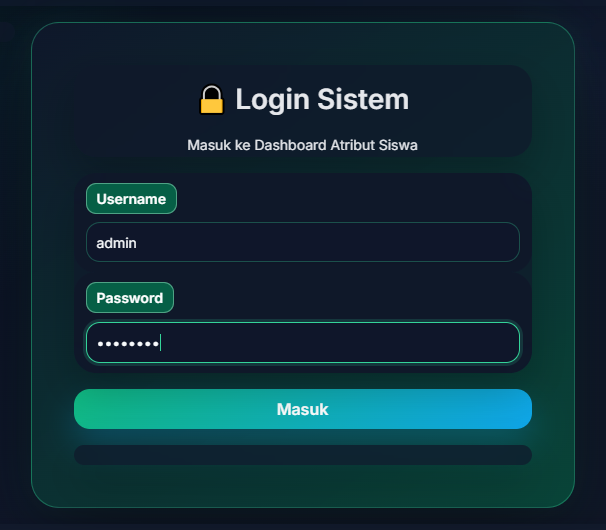 Login Sistem
Masuk ke Dashboard Atribut Siswa
Username
admin
Password
••••••••
Masuk